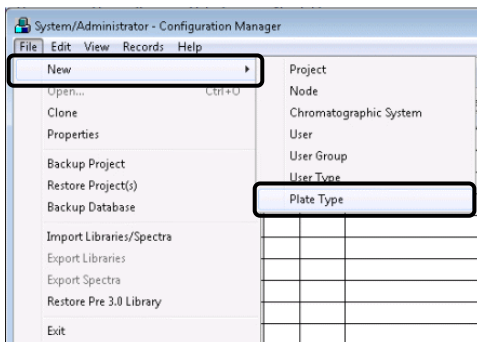 System/Administrator - Configuration Manager
File Edit View Records Help
New
Open... Ctrl+O
Clone
Properties
Backup Project
Restore Project(s)
Backup Database
Import Libraries/Spectra
Export Libraries
Export Spectra
Restore Pre 3.0 Library
Exit
Project
Node
Chromatographic System
User
User Group
User Type
Plate Type